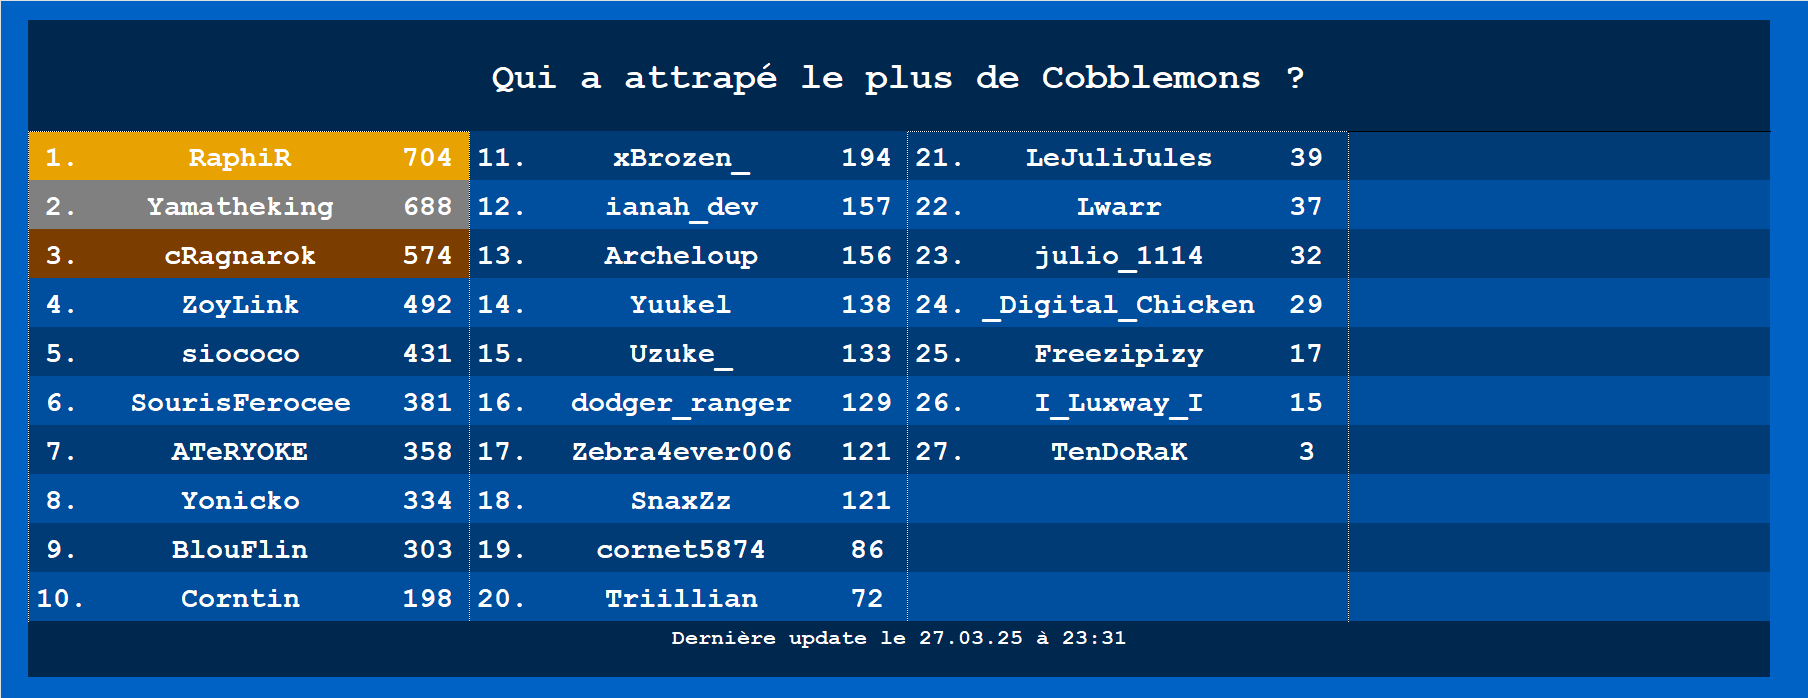 Qui a attrapé le plus de Cobblemons ?
1. RaphiR 704
2. Yamatheking 688
3. cRagnarok 574
4. ZoyLink 492
5. siococo 431
6. SourisFerocee 381
7. ATeRYOKE 358
8. Yonicko 334
9. BlouFlin 303
10. Corntin 198
11. xBrozen_ 194
12. ianah_dev 157
13. Archeloup 156
14. Yuukel 138
15. Uzuke_ 133
16. dodger_ranger 129
17. Zebra4ever006 121
18. SnaxZz 121
19. cornet5874 86
20. Triillian 72
21. LeJuliJules 39
22. Lwarr 37
23. julio_1114 32
24. _Digital_Chicken 29
25. Freezipizy 17
26. I_Luxway_I 15
27. TenDoRaK 3
Dernière update le 27.03.25 à 23:31